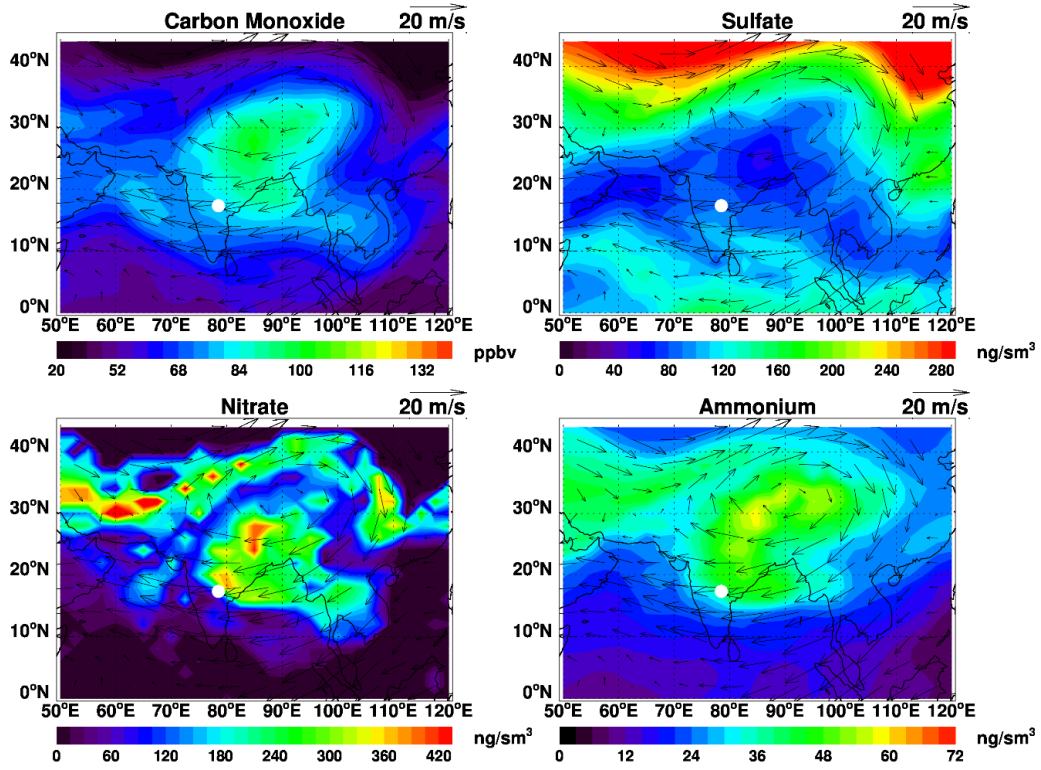 Carbon Monoxide 20 m/s
40°N
30°N
20°N
10°N
0°N
50°E 60°E 70°E 80°E 90°E 100°E 110°E 120°E
20 52 68 84 100 116 132 ppbv
Sulfate 20 m/s
40°N
30°N
20°N
10°N
0°N
50°E 60°E 70°E 80°E 90°E 100°E 110°E 120°E
0 40 80 120 160 200 240 280 ng/sm³
Nitrate 20 m/s
40°N
30°N
20°N
10°N
0°N
50°E 60°E 70°E 80°E 90°E 100°E 110°E 120°E
0 60 120 180 240 300 360 420 ng/sm³
Ammonium 20 m/s
40°N
30°N
20°N
10°N
0°N
50°E 60°E 70°E 80°E 90°E 100°E 110°E 120°E
0 12 24 36 48 60 72 ng/sm³